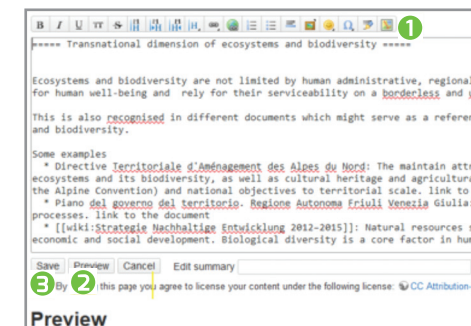 B I U TT S H H H H,
1
===== Transnational dimension of ecosystems and biodiversity =====
Ecosystems and biodiversity are not limited by human administrative, regional
for human well-being and rely for their serviceability on a borderless and
This is also recognised in different documents which might serve as a referen
and biodiversity.
Some examples
* Directive Territoriale d'Aménagement des Alpes du Nord: The maintain attr
ecosystems and its biodiversity, as well as cultural heritage and agricultura
the Alpine Convention) and national objectives to territorial scale. link to
* Piano del governo del territorio. Regione Autonoma Friuli Venezia Giulia:
processes. link to the document
* [[wiki:Strategie Nachhaltige Entwicklung 2012-2015]]: Natural resources s
economic and social development. Biological diversity is a core factor in hum
Save Preview Cancel Edit summary
3 By 2 this page you agree to license your content under the following license: CC Attribution-
Preview